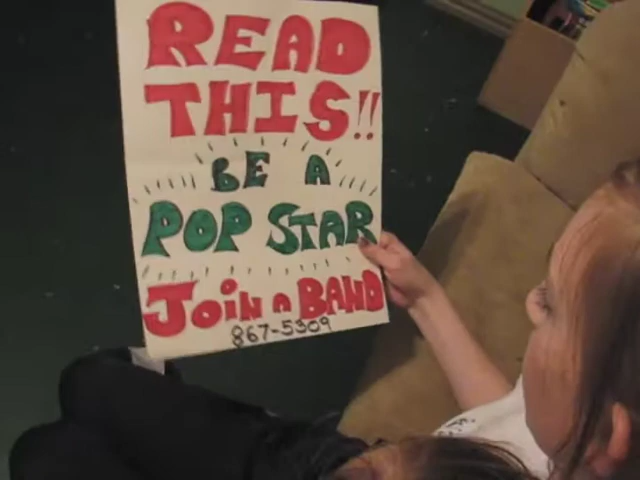 READ
THIS!!
BE A
POP STAR
JOiN A BAND
867-5309